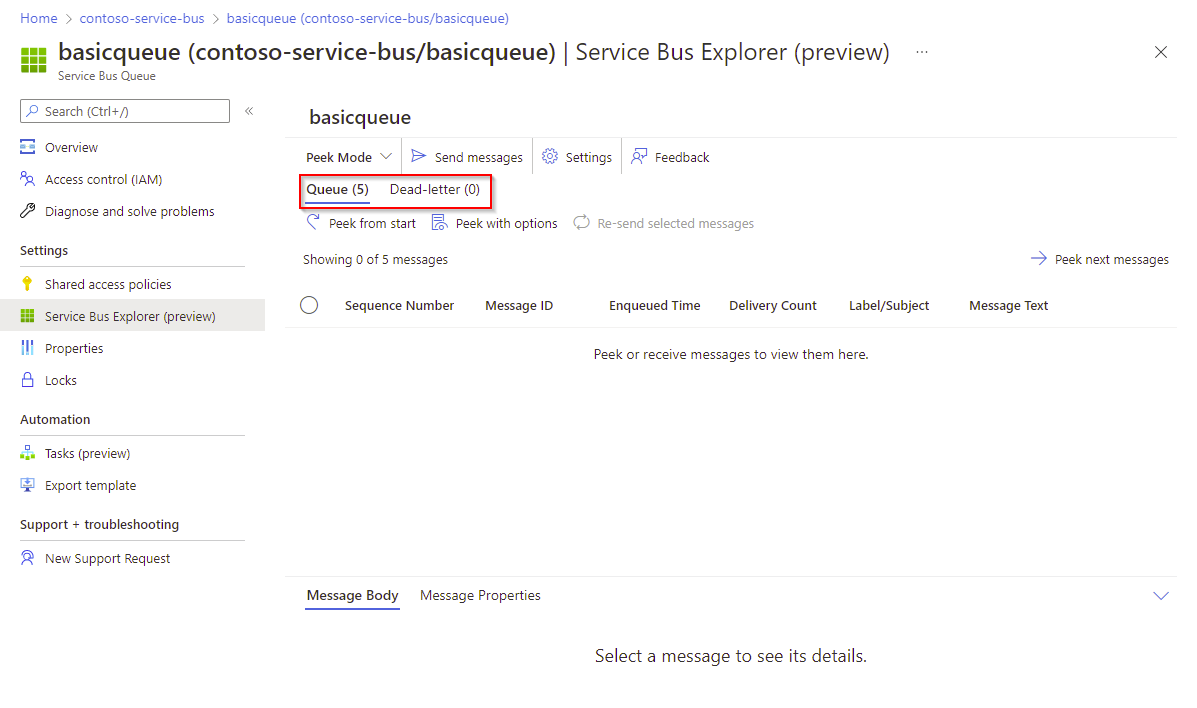 Home > contoso-service-bus > basicqueue (contoso-service-bus/basicqueue)
basicqueue (contoso-service-bus/basicqueue) | Service Bus Explorer (preview) ...
Service Bus Queue
Search (Ctrl+/) «
Overview
Access control (IAM)
Diagnose and solve problems
Settings
Shared access policies
Service Bus Explorer (preview)
Properties
Locks
Automation
Tasks (preview)
Export template
Support + troubleshooting
New Support Request
basicqueue
Peek Mode Send messages Settings Feedback
Queue (5) Dead-letter (0)
Peek from start Peek with options Re-send selected messages
Showing 0 of 5 messages Peek next messages
Sequence Number Message ID Enqueued Time Delivery Count Label/Subject Message Text
Peek or receive messages to view them here.
Message Body Message Properties
Select a message to see its details.